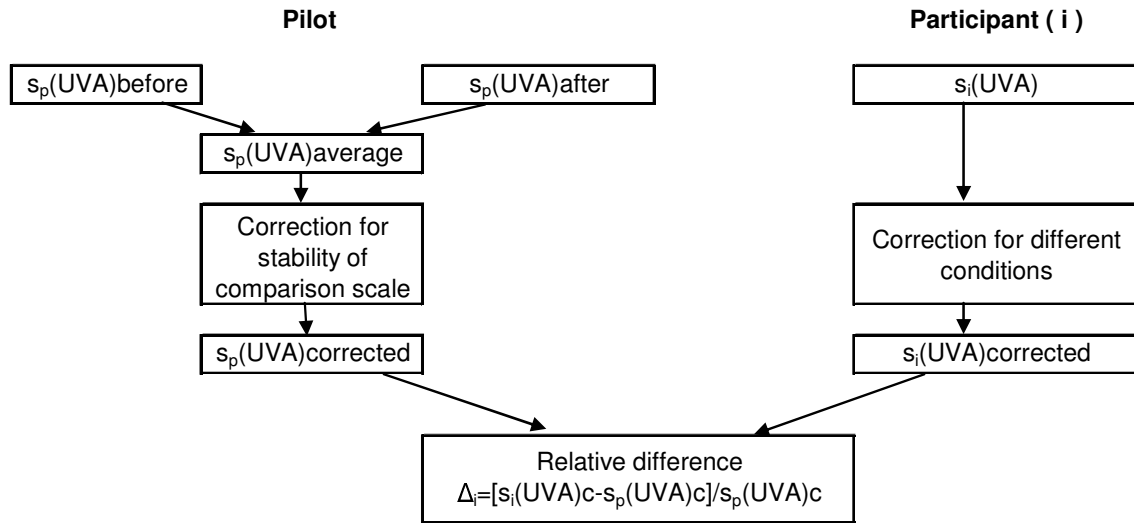 Pilot
Participant ( i )
sₚ(UVA)before
sₚ(UVA)after
sᵢ(UVA)
sₚ(UVA)average
Correction for
stability of
comparison scale
Correction for different
conditions
sₚ(UVA)corrected
sᵢ(UVA)corrected
Relative difference
Δᵢ=[sᵢ(UVA)c-sₚ(UVA)c]/sₚ(UVA)c